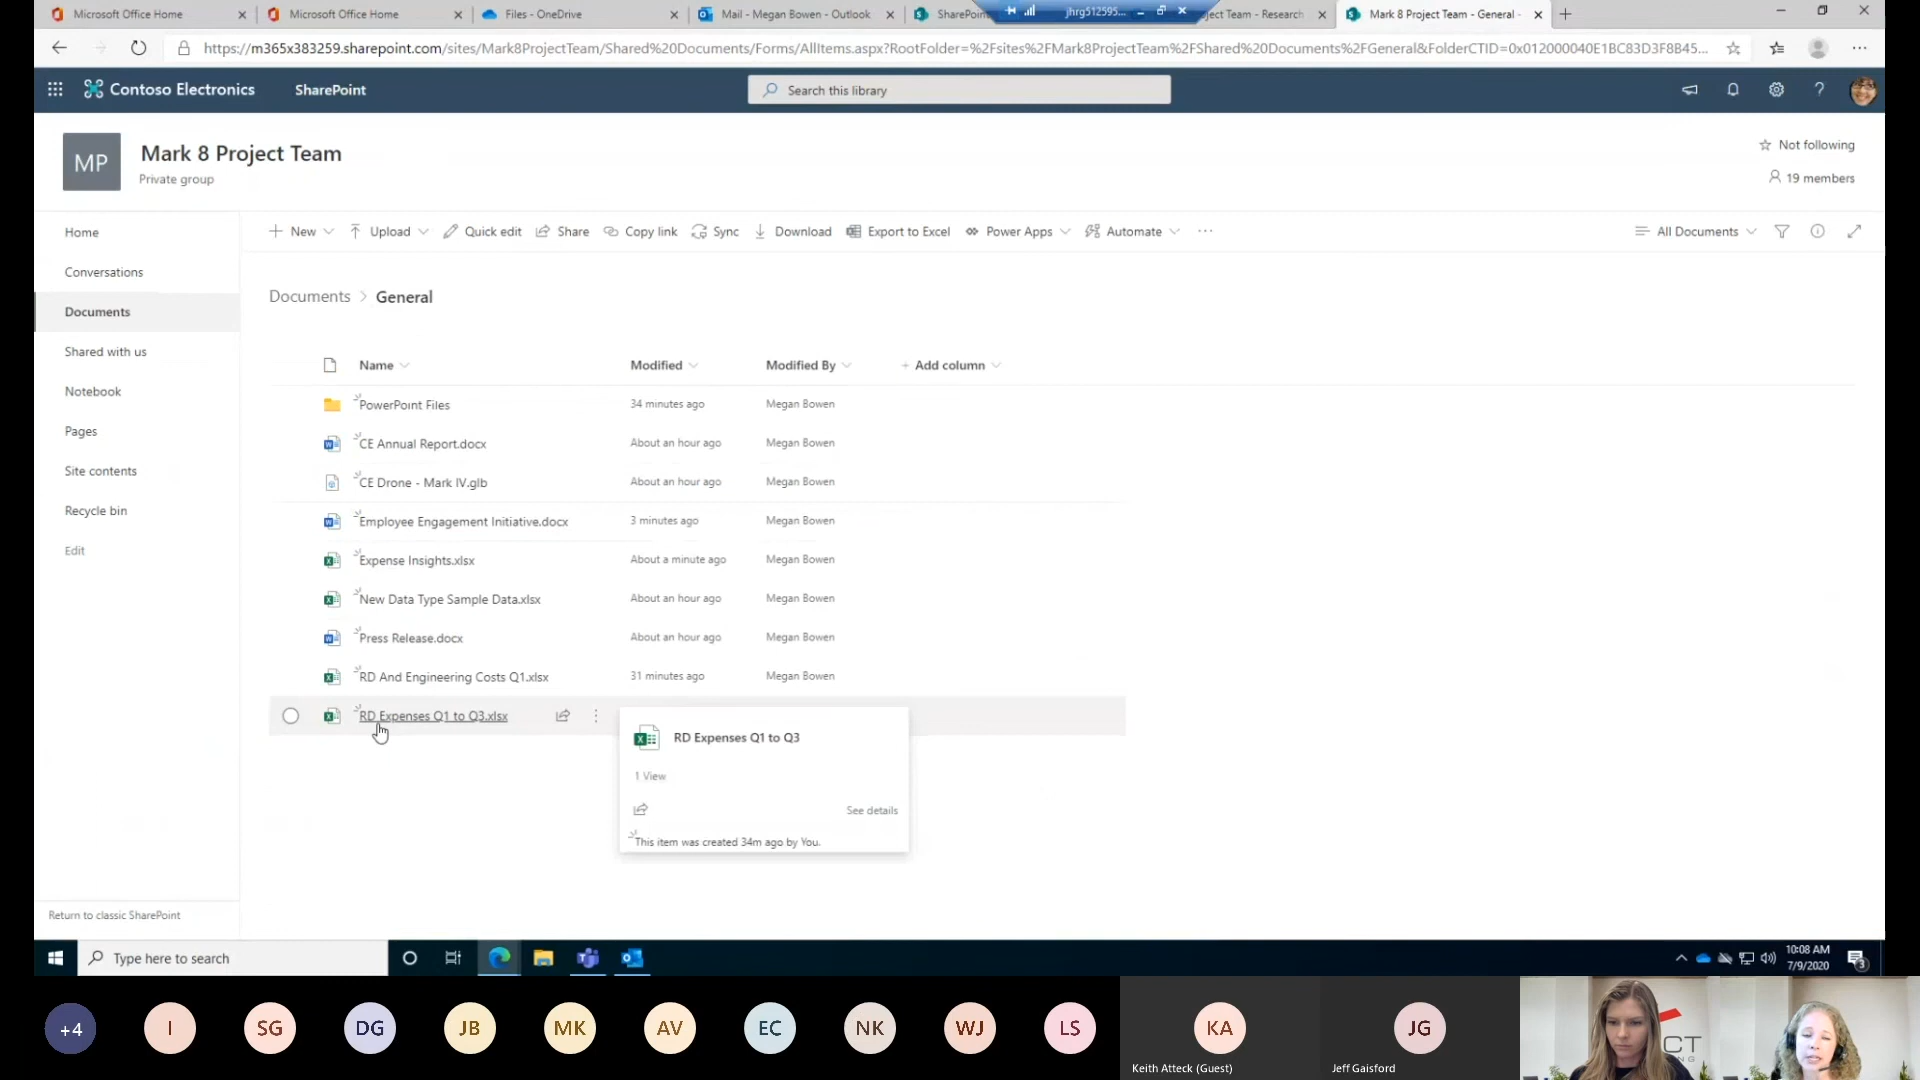 Microsoft Office Home
Microsoft Office Home
Files - OneDrive
Mail - Megan Bowen - Outlook
SharePoin
jhrg512595...
ject Team - Research
Mark 8 Project Team - General -
https://m365x383259.sharepoint.com/sites/Mark8ProjectTeam/Shared%20Documents/Forms/AllItems.aspx?RootFolder=%2Fsites%2FMark8ProjectTeam%2FShared%20Documents%2FGeneral&FolderCTID=0x012000040E1BC83D3F8B45...
Contoso Electronics
SharePoint
Search this library
MP
Mark 8 Project Team
Private group
Not following
19 members
Home
Conversations
Documents
Shared with us
Notebook
Pages
Site contents
Recycle bin
Edit
Return to classic SharePoint
New
Upload
Quick edit
Share
Copy link
Sync
Download
Export to Excel
Power Apps
Automate
All Documents
Documents > General
Name Modified Modified By + Add column
PowerPoint Files 34 minutes ago Megan Bowen
CE Annual Report.docx About an hour ago Megan Bowen
CE Drone - Mark IV.glb About an hour ago Megan Bowen
Employee Engagement Initiative.docx 3 minutes ago Megan Bowen
Expense Insights.xlsx About a minute ago Megan Bowen
New Data Type Sample Data.xlsx About an hour ago Megan Bowen
Press Release.docx About an hour ago Megan Bowen
RD And Engineering Costs Q1.xlsx 31 minutes ago Megan Bowen
RD Expenses Q1 to Q3.xlsx
RD Expenses Q1 to Q3
1 View
See details
This item was created 34m ago by You.
Type here to search
10:08 AM
7/9/2020
3
+4
I
SG
DG
JB
MK
AV
EC
NK
WJ
LS
KA
Keith Atteck (Guest)
JG
Jeff Gaisford
CT